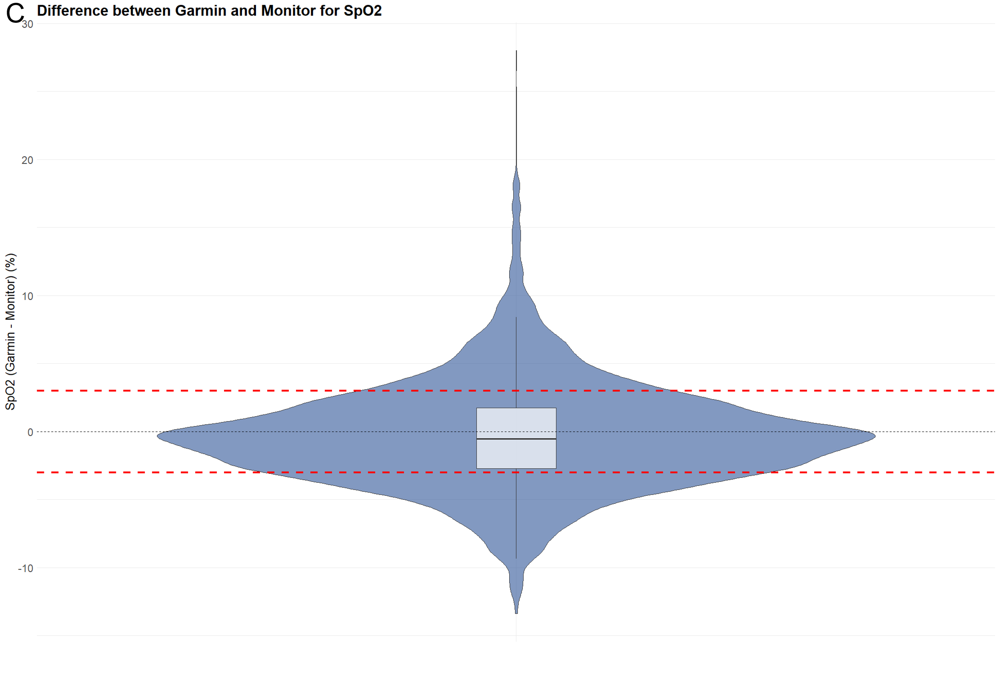 C
Difference between Garmin and Monitor for SpO2
30
20
10
0
-10
SpO2 (Garmin - Monitor) (%)